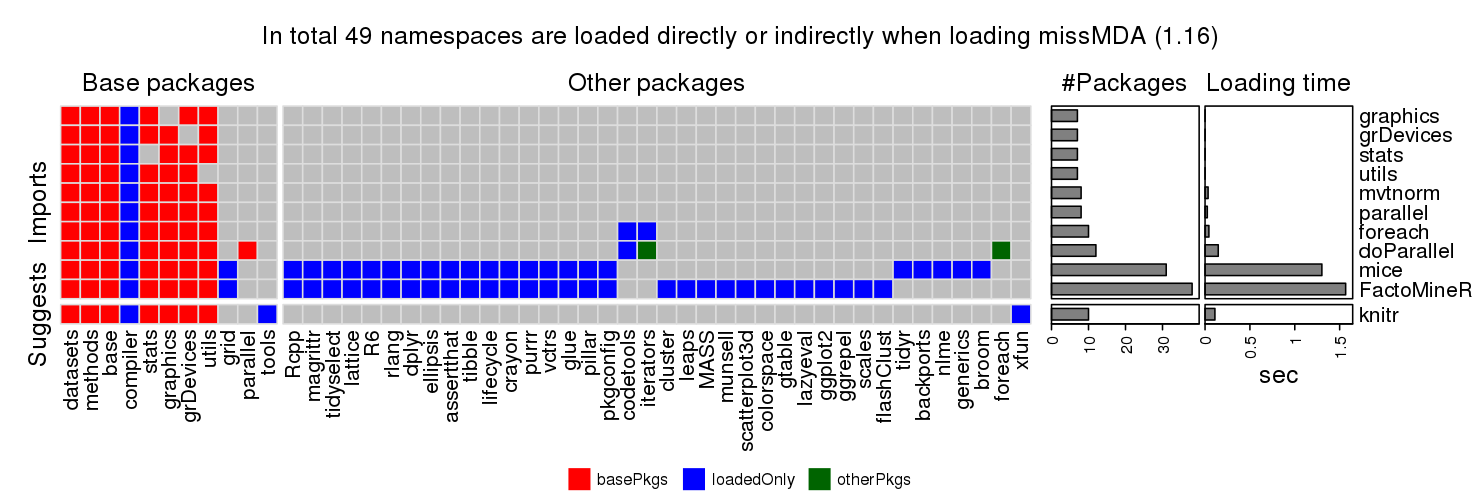 In total 49 namespaces are loaded directly or indirectly when loading missMDA (1.16)
Base packages
Other packages
#Packages
Loading time
Imports
Suggests
graphics
grDevices
stats
utils
mvtnorm
parallel
foreach
doParallel
mice
FactoMineR
knitr
datasets
methods
base
compiler
stats
graphics
grDevices
utils
grid
parallel
tools
Rcpp
magrittr
tidyselect
lattice
R6
rlang
dplyr
ellipsis
assertthat
tibble
lifecycle
crayon
purrr
vctrs
glue
pillar
pkgconfig
codetools
iterators
cluster
leaps
MASS
munsell
scatterplot3d
colorspace
gtable
lazyeval
ggplot2
ggrepel
scales
flashClust
tidyr
backports
nlme
generics
broom
foreach
xfun
0
10
20
30
0
0.5
1
1.5
sec
basePkgs
loadedOnly
otherPkgs